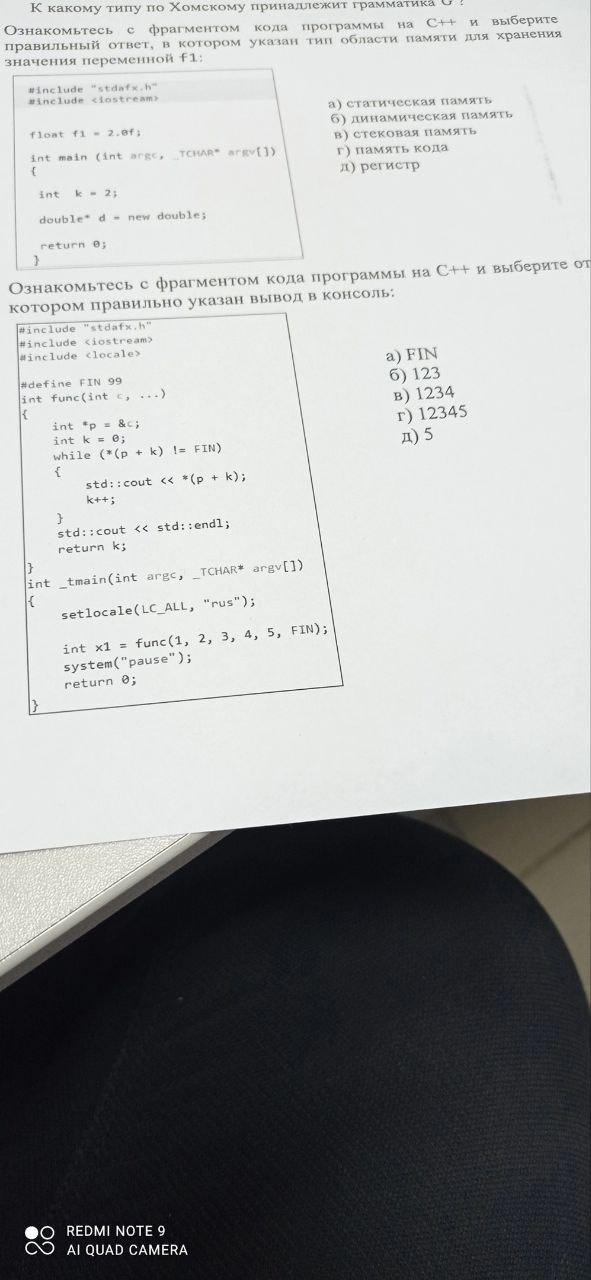 К какому типу по Хомскому принадлежит грамматика G ?
Ознакомьтесь с фрагментом кода программы на C++ и выберите
правильный ответ, в котором указан тип области памяти для хранения
значения переменной f1:
#include "stdafx.h"
#include <iostream>
float f1 = 2.0f;
int main (int argc, _TCHAR* argv[])
{
int k = 2;
double* d = new double;
return 0;
}
а) статическая память
б) динамическая память
в) стековая память
г) память кода
д) регистр
Ознакомьтесь с фрагментом кода программы на C++ и выберите от
котором правильно указан вывод в консоль:
#include "stdafx.h"
#include <iostream>
#include <locale>
#define FIN 99
int func(int c, ...)
{
int *p = &c;
int k = 0;
while (*(p + k) != FIN)
{
std::cout << *(p + k);
k++;
}
std::cout << std::endl;
return k;
}
int _tmain(int argc, _TCHAR* argv[])
{
setlocale(LC_ALL, "rus");
int x1 = func(1, 2, 3, 4, 5, FIN);
system("pause");
return 0;
}
а) FIN
б) 123
в) 1234
г) 12345
д) 5
REDMI NOTE 9
AI QUAD CAMERA